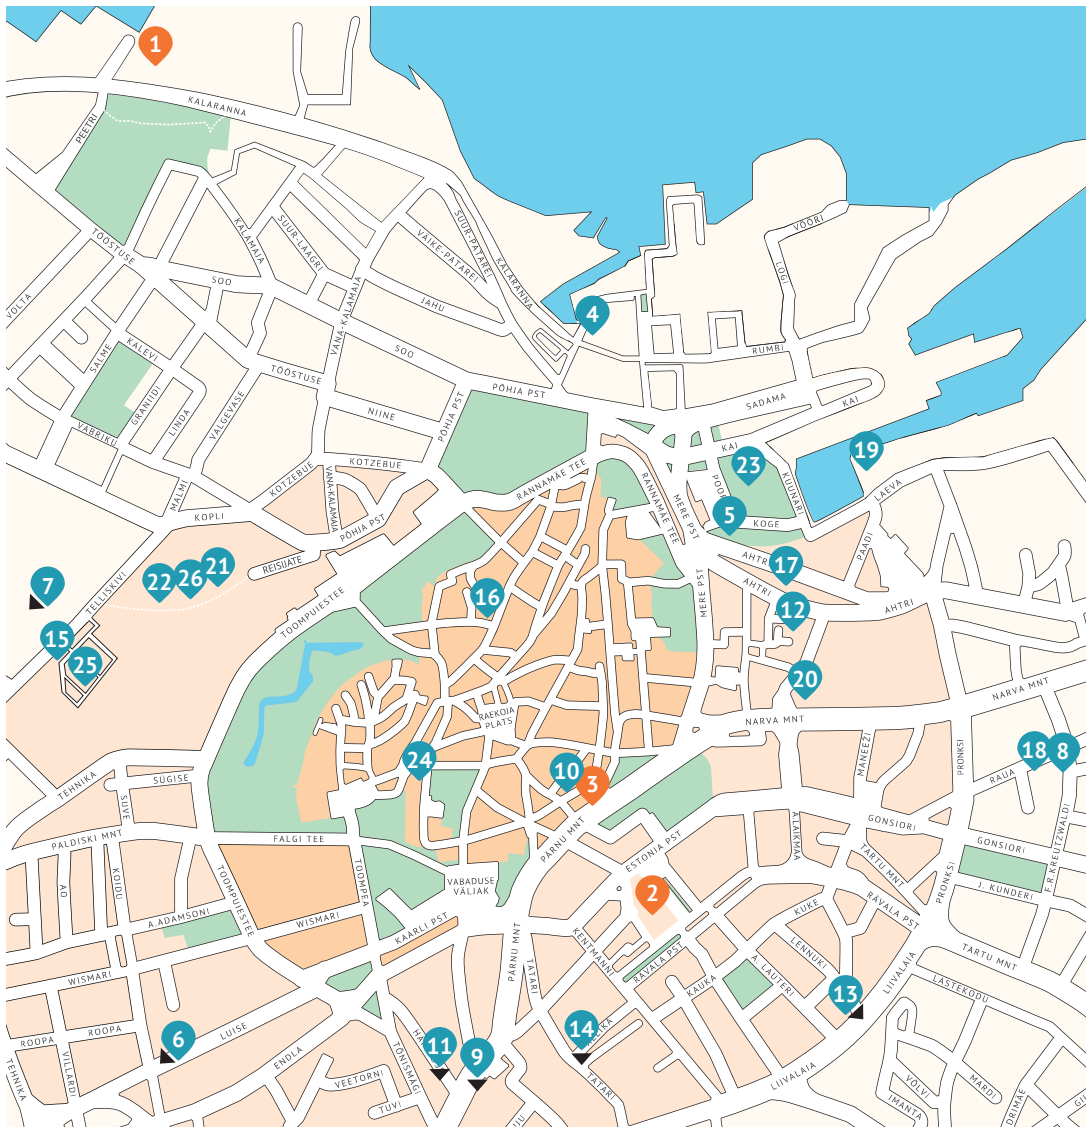 1
KALARANNA
PEETRI
TÖÖSTUSE
KALAMAJA
SUUR-LAAGRI
VÄIKE-PATAREI
SUUR-PATAREI
KALARANNA
VOLTA
SOO
JAHU
VANA-KALAMAJA
LOGI
4
SALME
KALEVI
GRANIIDI
LINDA
VALGEVASE
TÖÖSTUSE
SOO
NIINE
PÕHJA PST
PÕHJA PST
RUMBI
SADAMA
KAI
VABRIKU
MALMI
KOTZEBUE
KOTZEBUE
VANA-KALAMAJA
RANNAMÄE TEE
RANNAMÄE TEE
MERE PST
KAI
23
19
KUUNARI
LAEVA
KOPLI
PÕHJA PST
5
KOGE
PAADI
TELLISKIVI
REISIJATE
7
22
26
21
TOOMPUIESTEE
16
MERE PST
AHTRI
17
AHTRI
12
AHTRI
15
25
20
RAEKOJA
PLATS
NARVA MNT
NARVA MNT
TEHNIKA
SÜGISE
SUVE
24
10
3
MANEEŽI
PRONKSI
18
8
RAUA
PALDISKI MNT
FALGI TEE
PÄRNU MNT
ESTONIA PST
A.LAIKMAA
GONSIORI
GONSIORI
TARTU MNT
F.R.KREUTZWALDI
AO
KOIDU
TOOMPUIESTEE
TOOMPEA
VABADUSE
VÄLJAK
2
PRONKSI
J. KUNDERI
A.ADAMSONI
WISMARI
KAARLI PST
PÄRNU MNT
TATARI
KENTMANNI
RÄVALA PST
KAUKA
KUKE
LENNUKI
A. LAUTERI
RÄVALA PST
TARTU MNT
WISMARI
LIIVALAIA
LASTEKODU
13
ROOPA
ROOPA
6
LUISE
ENDLA
TÕNISMÄGI
11
9
14
TATARI
LIIVALAIA
TEHNIKA
VILLARDI
VEETORNI
TUVI
VÕLVI
IMANTA
MARDI